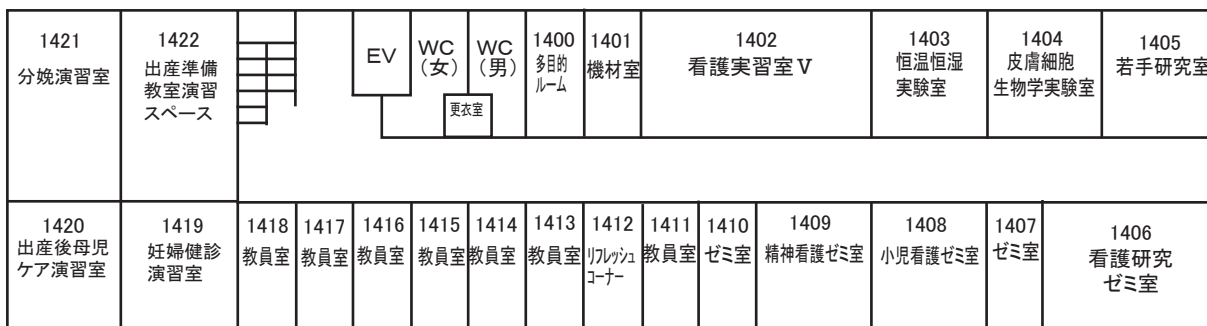 1421
分娩演習室
1422
出産準備
教室演習
スペース
EV
WC
(女)
WC
(男)
更衣室
1400
多目的
ルーム
1401
機材室
1402
看護実習室Ⅴ
1403
恒温恒湿
実験室
1404
皮膚細胞
生物学実験室
1405
若手研究室
1420
出産後母児
ケア演習室
1419
妊婦健診
演習室
1418
教員室
1417
教員室
1416
教員室
1415
教員室
1414
教員室
1413
教員室
1412
リフレッシュ
コーナー
1411
教員室
1410
ゼミ室
1409
精神看護ゼミ室
1408
小児看護ゼミ室
1407
ゼミ室
1406
看護研究
ゼミ室